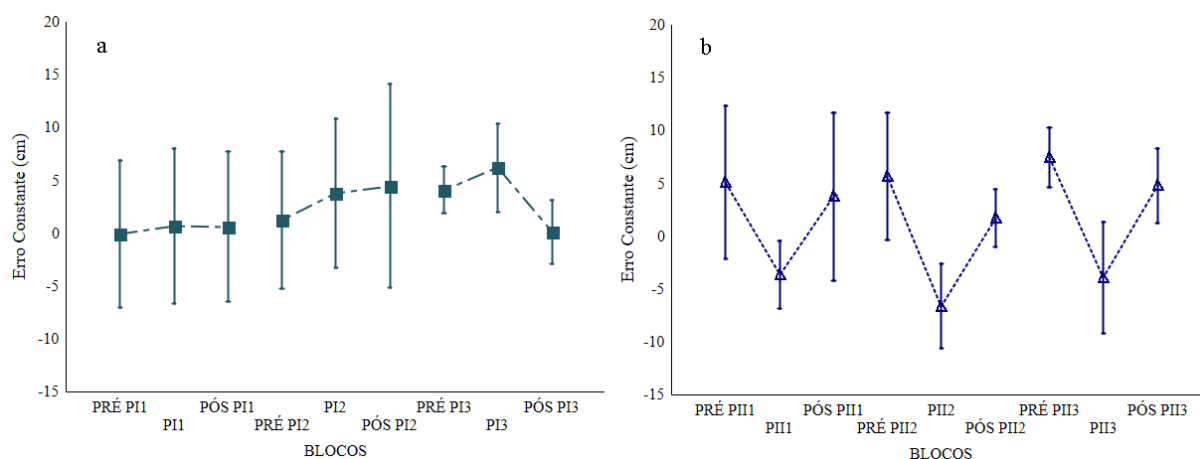 a
Erro Constante (cm)
20
15
10
5
0
-5
-10
-15
PRÉ PI1 PÓS PI1 PI2 PRÉ PI3 PÓS PI3
PI1 PRÉ PI2 PÓS PI2 PI3
BLOCOS
b
Erro Constante (cm)
20
15
10
5
0
-5
-10
-15
PRÉ PII1 PÓS PII1 PII2 PRÉ PII3 PÓS PII3
PII1 PRÉ PII2 PÓS PII2 PII3
BLOCOS